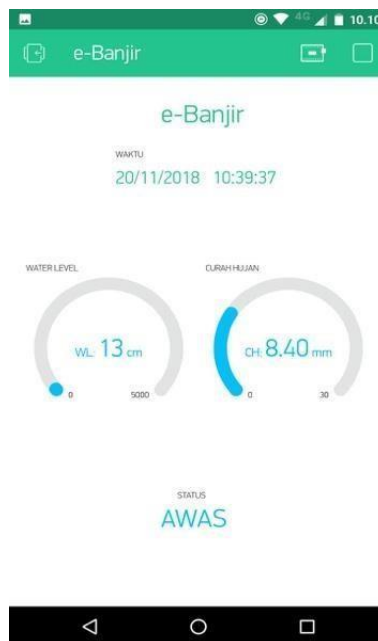 4G 10.10
e-Banjir
e-Banjir
WAKTU
20/11/2018 10:39:37
WATER LEVEL
CURAH HUJAN
WL: 13 cm
CH: 8.40 mm
0 5000
0 30
STATUS
AWAS